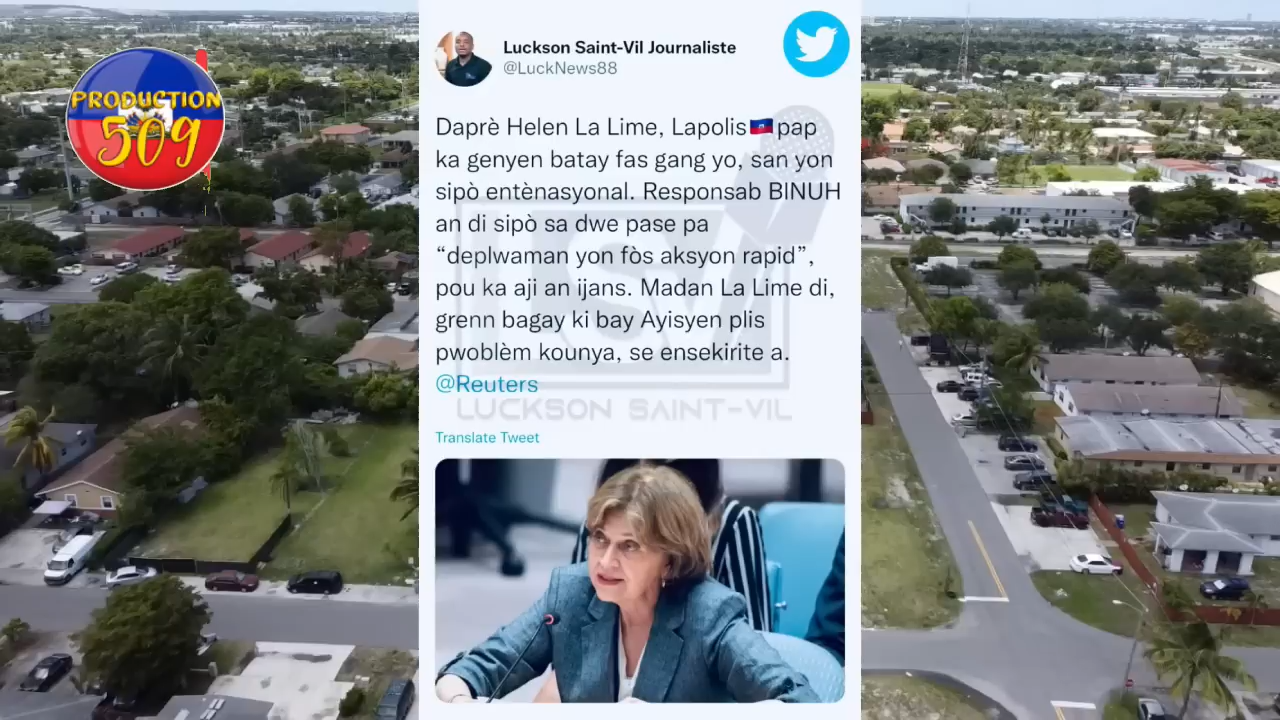 PRODUCTION
509
Luckson Saint-Vil Journaliste
@LuckNews88
Daprè Helen La Lime, Lapolis🇭🇹pap
ka genyen batay fas gang yo, san yon
sipò entènasyonal. Responsab BINUH
an di sipò sa dwe pase pa
“deplwaman yon fòs aksyon rapid”,
pou ka aji an ijans. Madan La Lime di,
grenn bagay ki bay Ayisyen plis
pwoblèm kounya, se ensekirite a.
@Reuters
LUCKSON SAINT-VIL
Translate Tweet